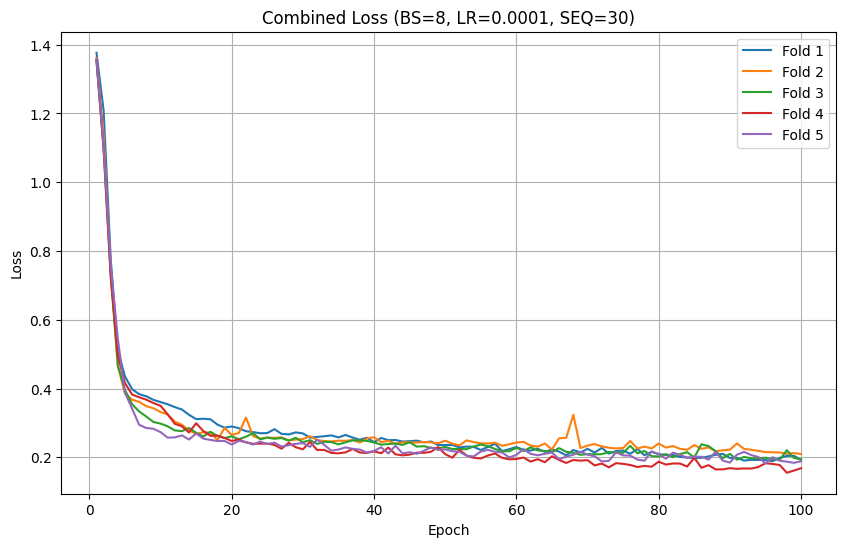 Combined Loss (BS=8, LR=0.0001, SEQ=30)
Fold 1
Fold 2
Fold 3
Fold 4
Fold 5
1.4
1.2
1.0
0.8
0.6
0.4
0.2
Loss
0 20 40 60 80 100
Epoch